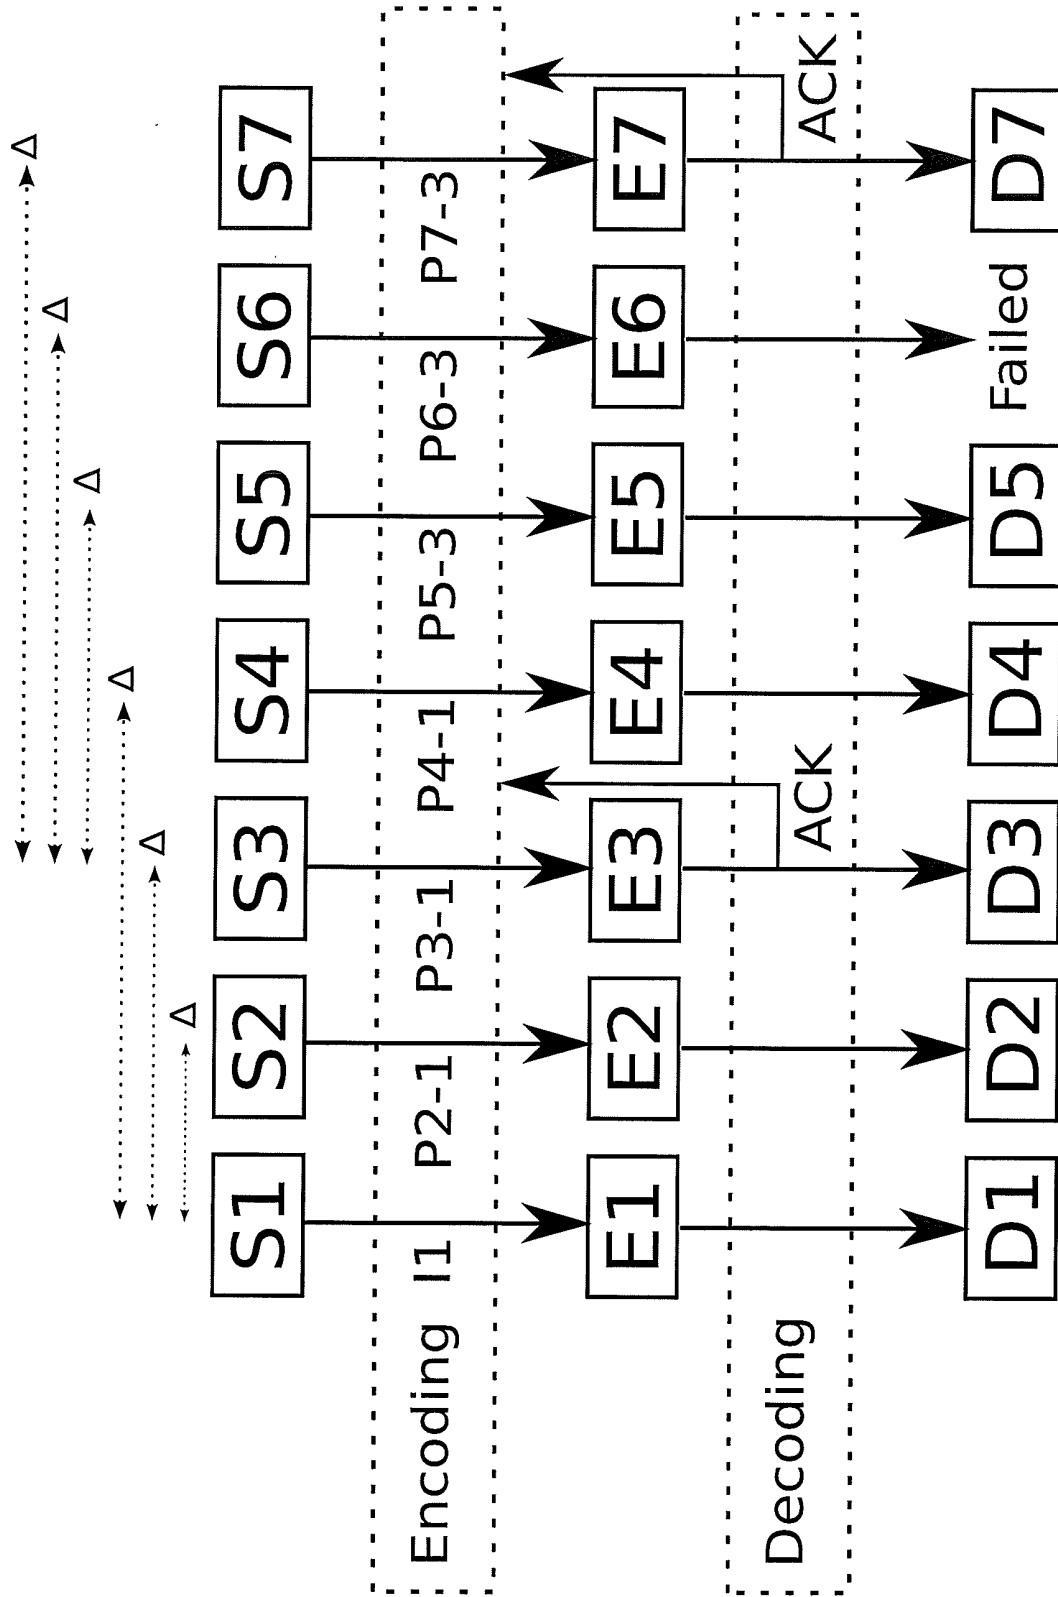 Δ Δ Δ Δ Δ Δ
S1 S2 S3 S4 S5 S6 S7
Encoding I1 P2-1 P3-1 P4-1 P5-3 P6-3 P7-3
E1 E2 E3 E4 E5 E6 E7
Decoding ACK ACK
D1 D2 D3 D4 D5 Failed D7